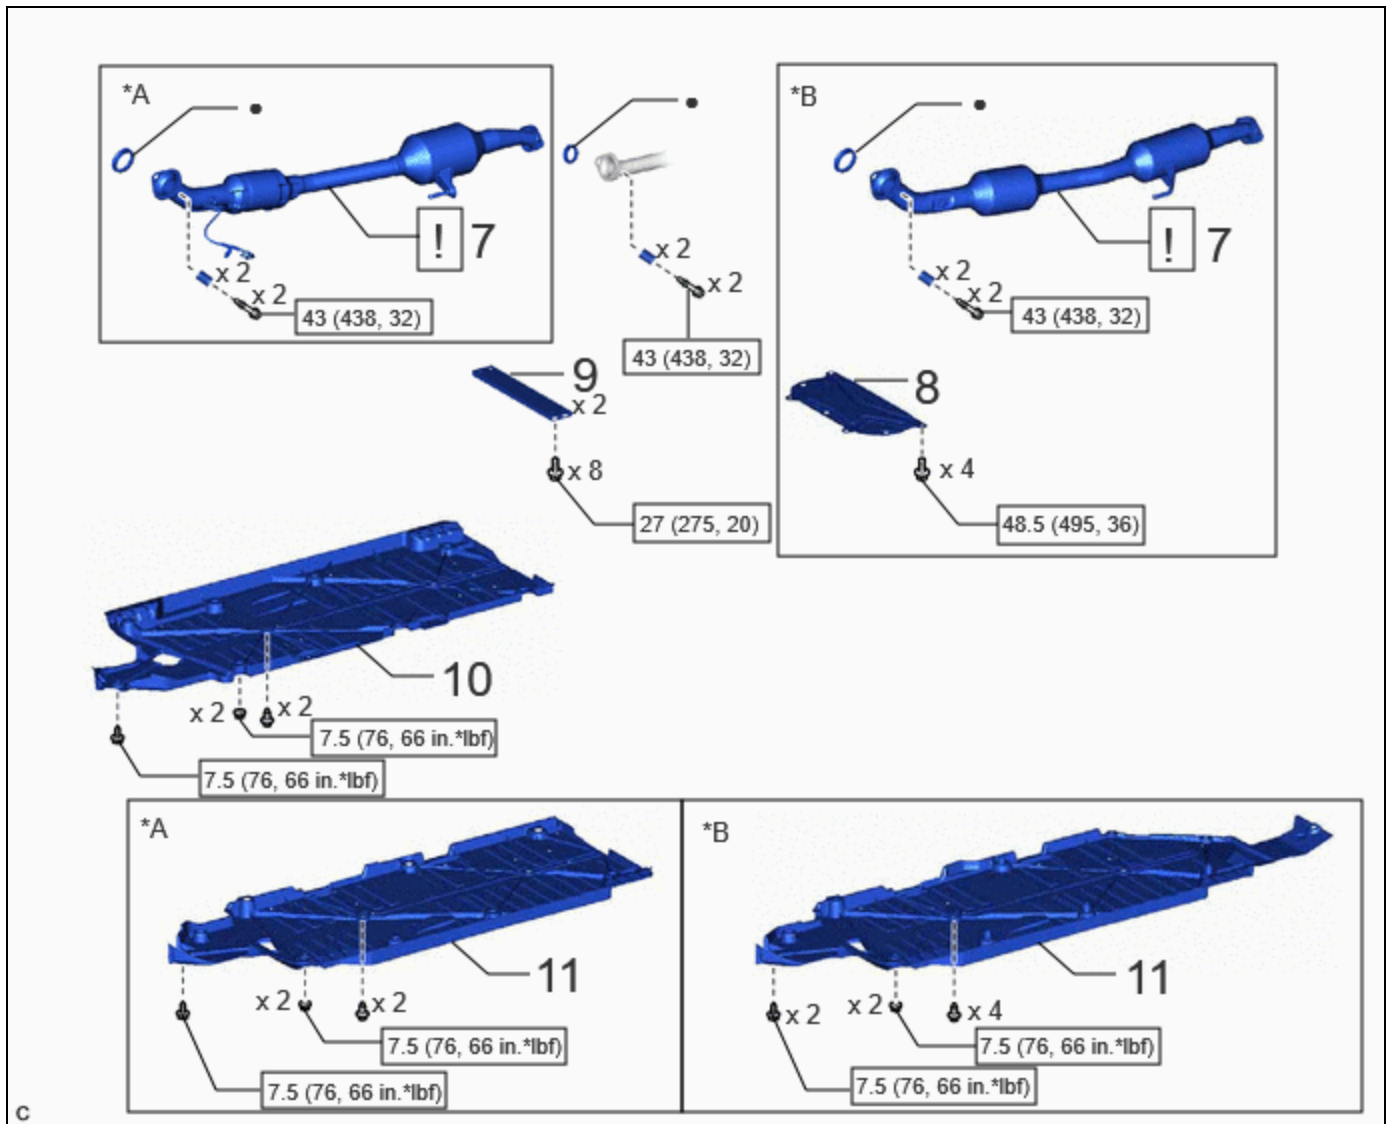 *A
! 7
x 2
x 2
43 (438, 32)
x 2
x 2
43 (438, 32)
*B
! 7
x 2
x 2
43 (438, 32)
9
x 2
x 8
27 (275, 20)
8
x 4
48.5 (495, 36)
10
x 2
x 2
7.5 (76, 66 in.*lbf)
7.5 (76, 66 in.*lbf)
*A
11
x 2
x 2
7.5 (76, 66 in.*lbf)
7.5 (76, 66 in.*lbf)
*B
11
x 2
x 2
x 4
7.5 (76, 66 in.*lbf)
7.5 (76, 66 in.*lbf)
C